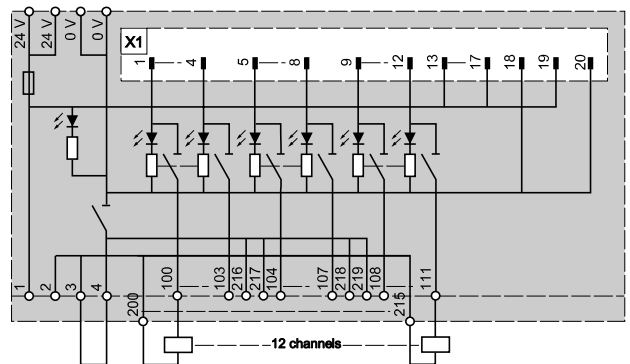 24 V 24 V 0 V 0 V
X1
1 4 5 8 9 12 13 17 18 19 20
1 2 3 4 200 100 103 216 217 104 107 218 219 108 215 111
12 channels